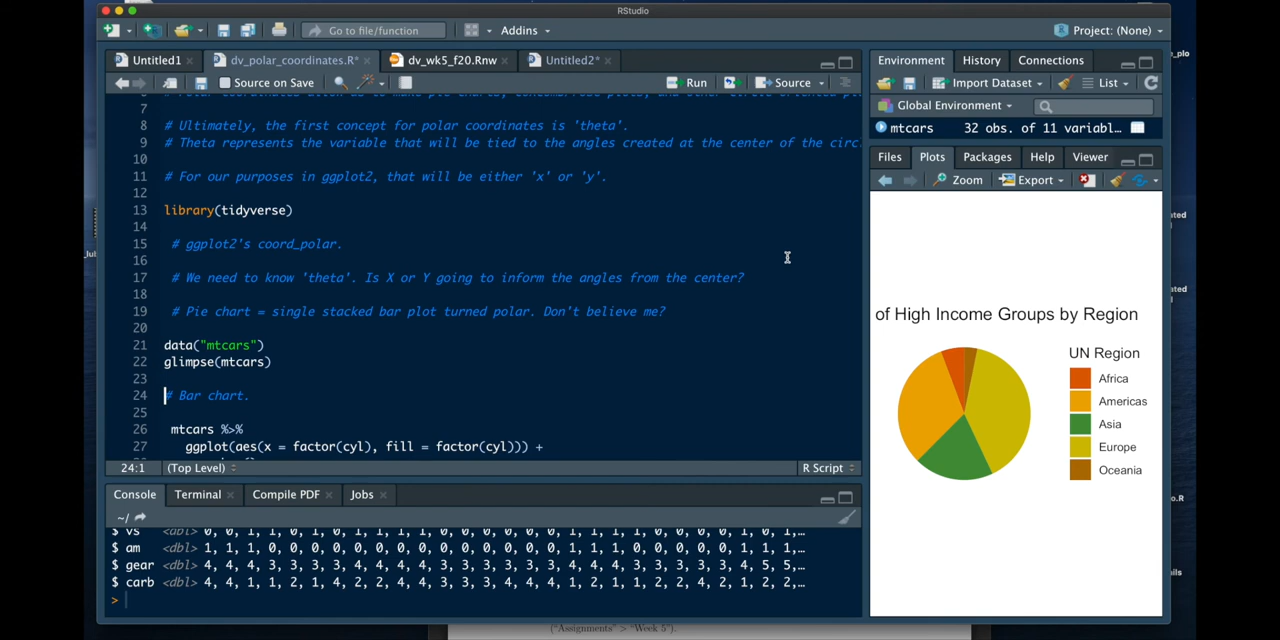 RStudio
Go to file/function
Addins
Project: (None)
Untitled1
dv_polar_coordinates.R*
dv_wk5_f20.Rnw
Untitled2*
Source on Save
Run
Source
7
8 # Ultimately, the first concept for polar coordinates is 'theta'.
9 # Theta represents the variable that will be tied to the angles created at the center of the circ
10
11 # For our purposes in ggplot2, that will be either 'x' or 'y'.
12
13 library(tidyverse)
14
15 # ggplot2's coord_polar.
16
17 # We need to know 'theta'. Is X or Y going to inform the angles from the center?
18
19 # Pie chart = single stacked bar plot turned polar. Don't believe me?
20
21 data("mtcars")
22 glimpse(mtcars)
23
24 # Bar chart.
25
26 mtcars %>%
27 ggplot(aes(x = factor(cyl), fill = factor(cyl))) +
24:1
(Top Level)
R Script
Console
Terminal
Compile PDF
Jobs
~/
$ vs <dbl> 0, 0, 1, 1, 0, 1, 0, 1, 1, 1, 1, 0, 0, 0, 0, 0, 0, 1, 1, 1, 1, 0, 0, 0, 0, 1, 0, 1,…
$ am <dbl> 1, 1, 1, 0, 0, 0, 0, 0, 0, 0, 0, 0, 0, 0, 0, 0, 0, 1, 1, 1, 0, 0, 0, 0, 0, 1, 1, 1,…
$ gear <dbl> 4, 4, 4, 3, 3, 3, 3, 4, 4, 4, 4, 3, 3, 3, 3, 3, 3, 4, 4, 4, 3, 3, 3, 3, 3, 4, 5, 5,…
$ carb <dbl> 4, 4, 1, 1, 2, 1, 4, 2, 2, 4, 4, 3, 3, 3, 4, 4, 4, 1, 2, 1, 1, 2, 2, 4, 2, 1, 2, 2,…
>
Environment
History
Connections
Import Dataset
List
Global Environment
mtcars 32 obs. of 11 variabl…
Files
Plots
Packages
Help
Viewer
Zoom
Export
of High Income Groups by Region
UN Region
Africa
Americas
Asia
Europe
Oceania
("Assignments" > "Week 5").